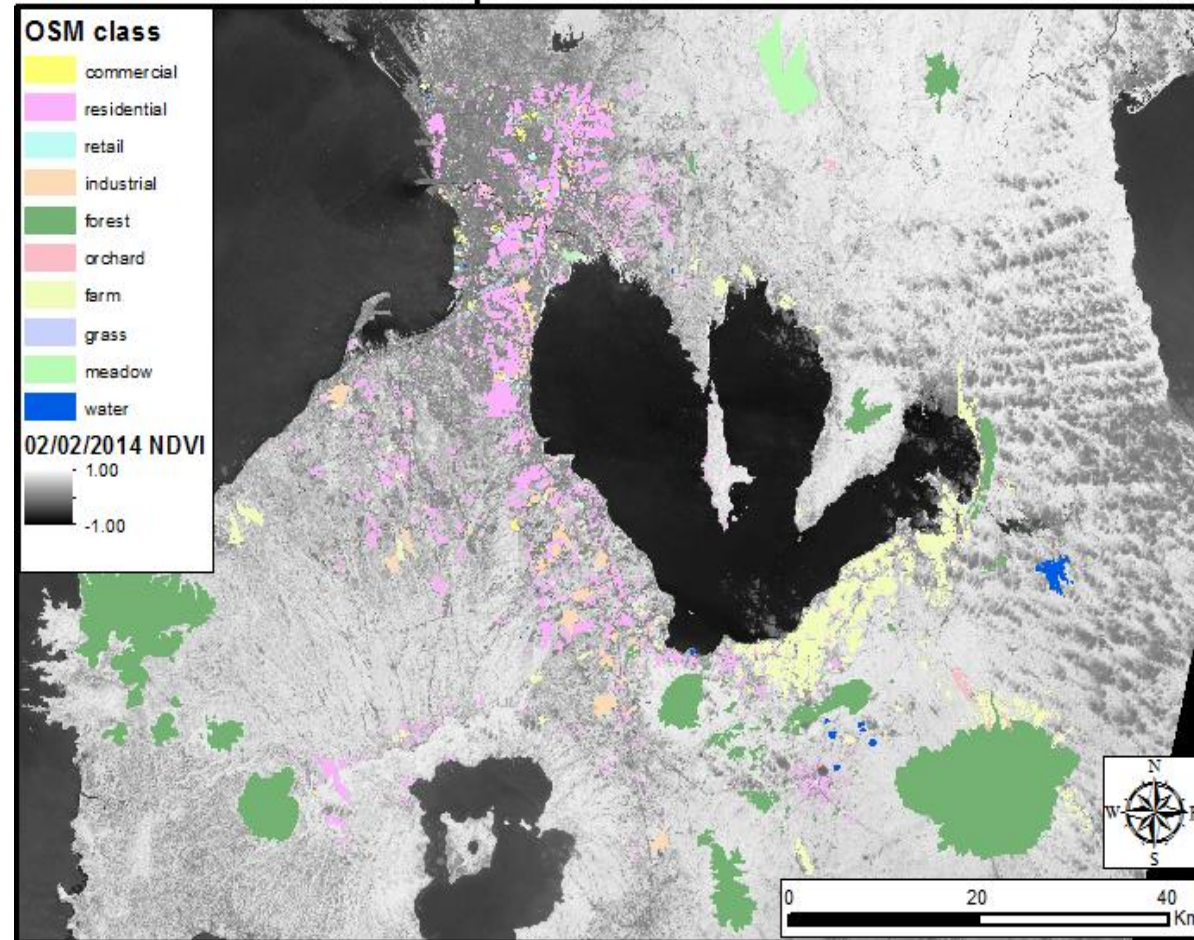 OSM class
commercial
residential
retail
industrial
forest
orchard
farm
grass
meadow
water
02/02/2014 NDVI
1.00
-1.00
N
W
S
0 20 40
Km